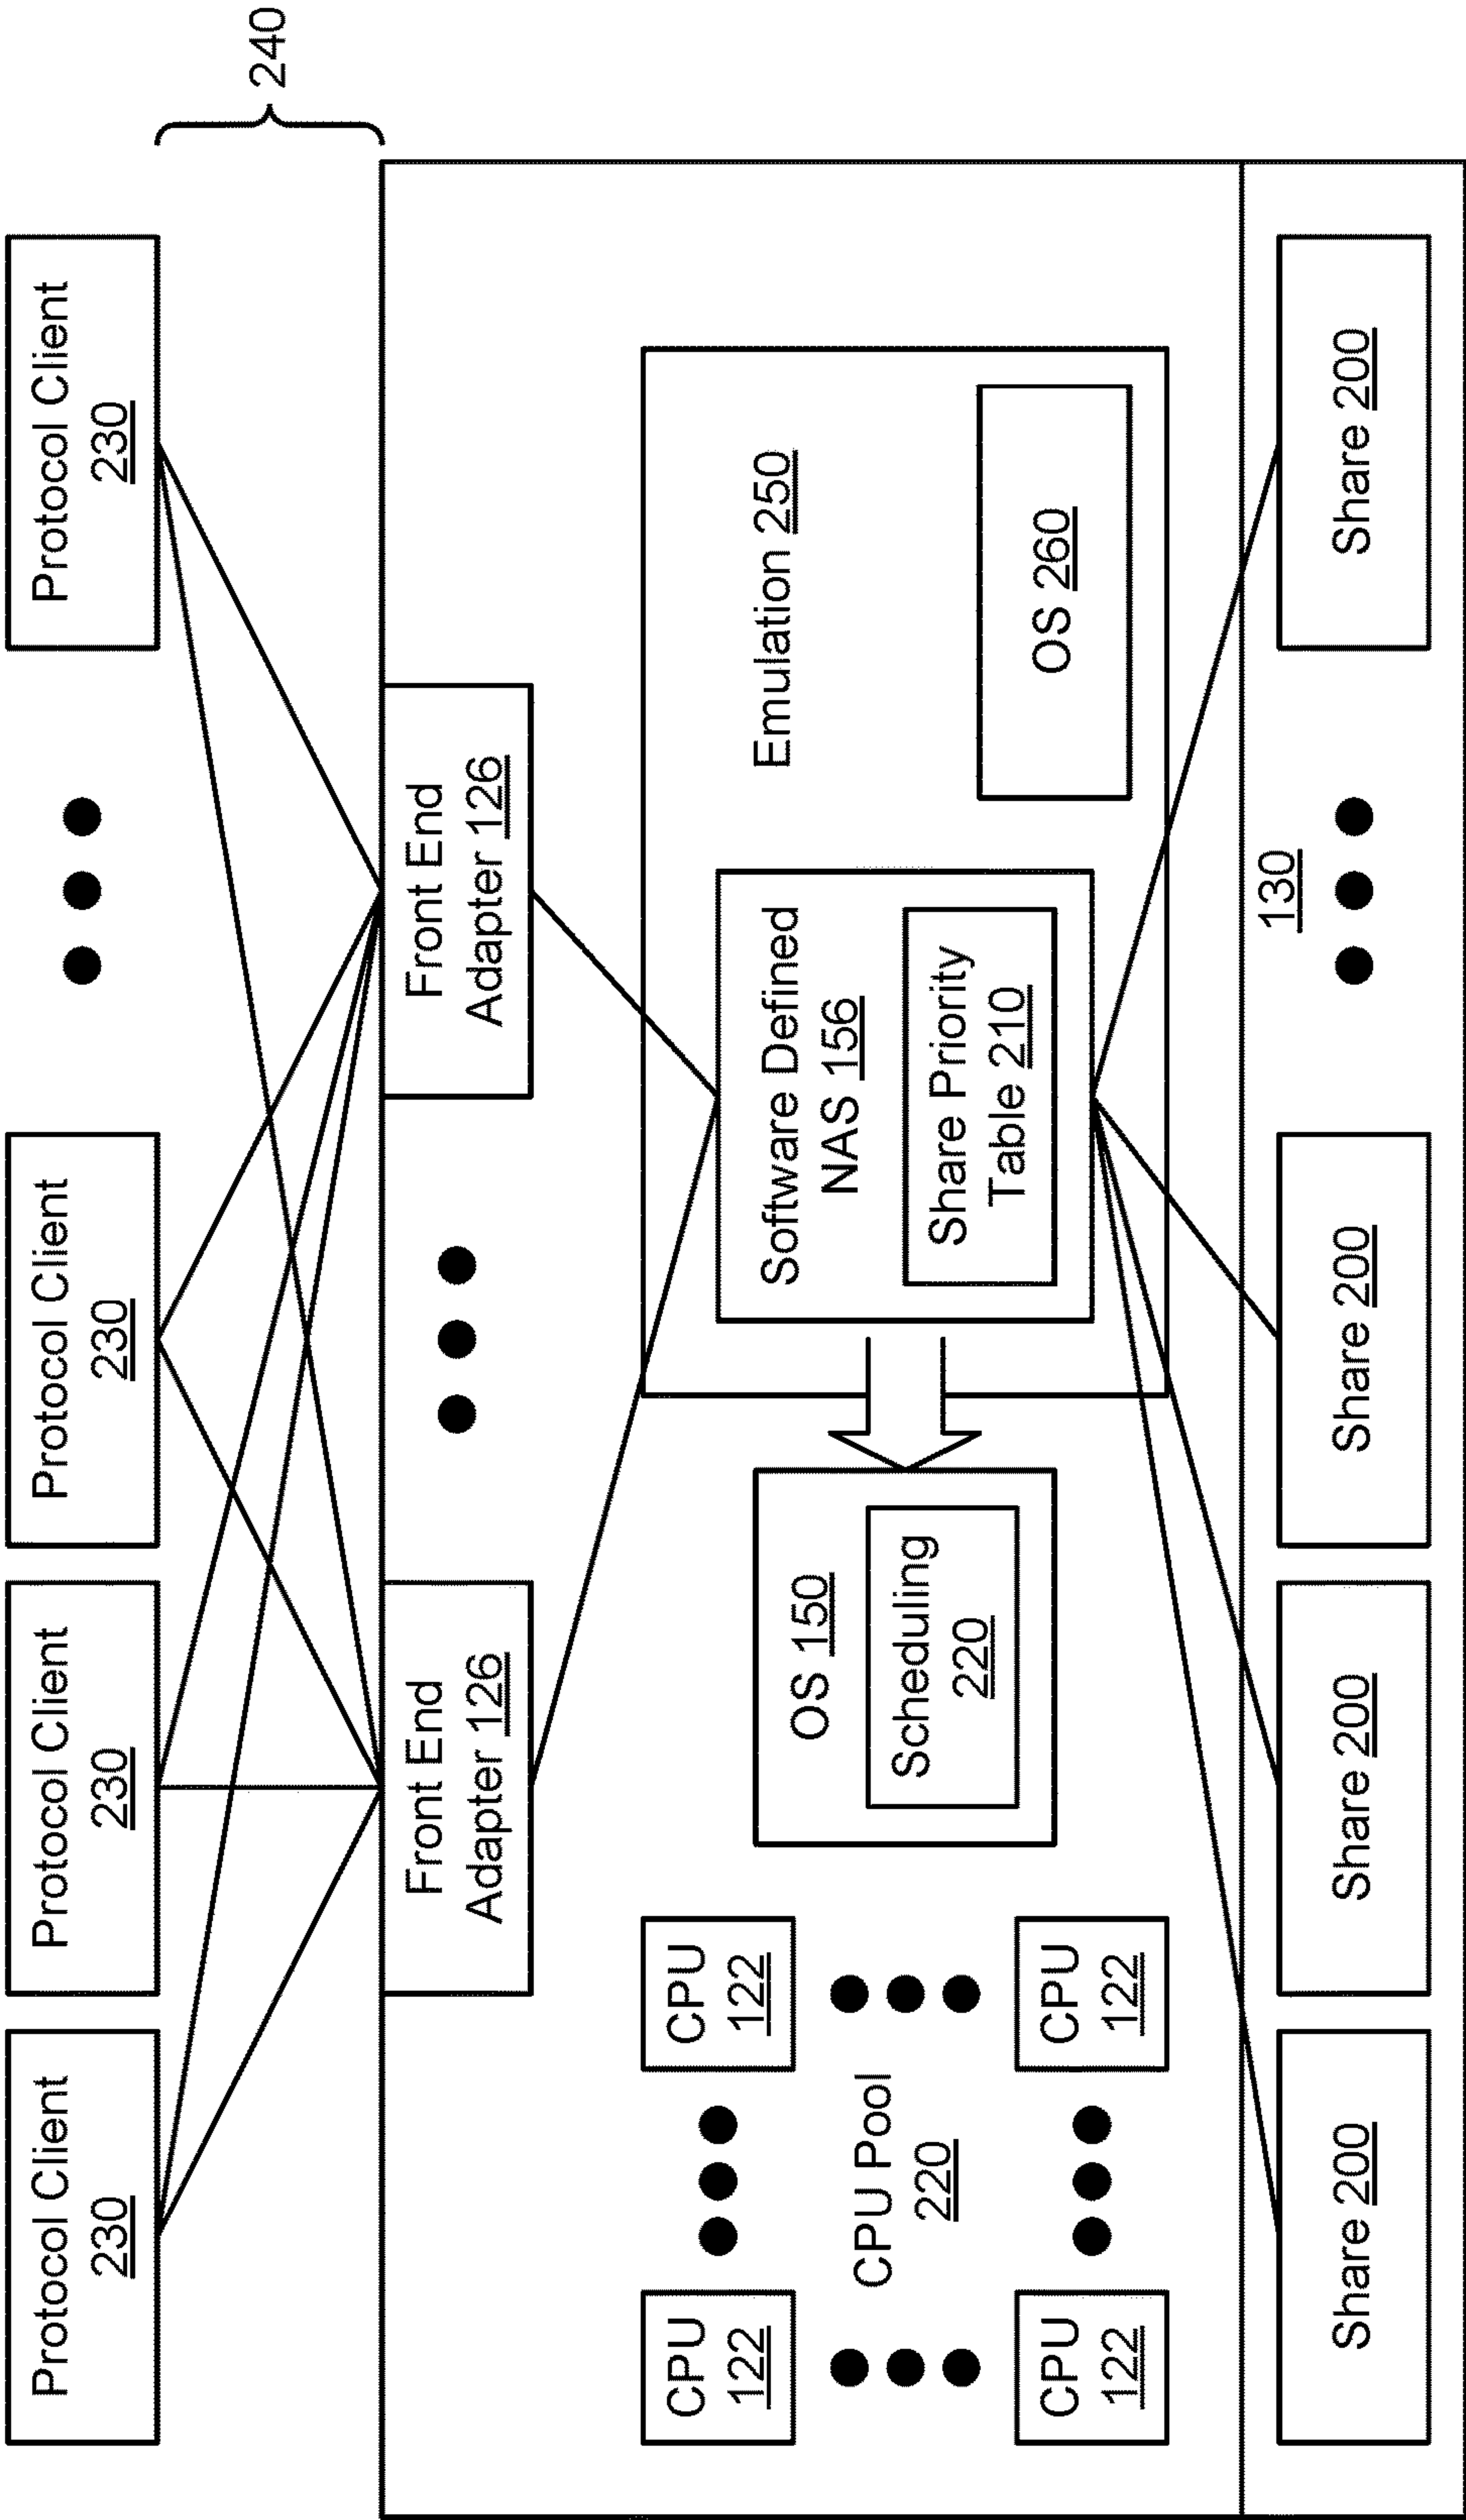 Protocol Client
230
Protocol Client
230
Protocol Client
230
Protocol Client
230
240
Front End
Adapter 126
Front End
Adapter 126
CPU
122
CPU
122
CPU Pool
220
CPU
122
CPU
122
OS 150
Scheduling
220
Software Defined
NAS 156
Share Priority
Table 210
Emulation 250
OS 260
130
Share 200
Share 200
Share 200
Share 200